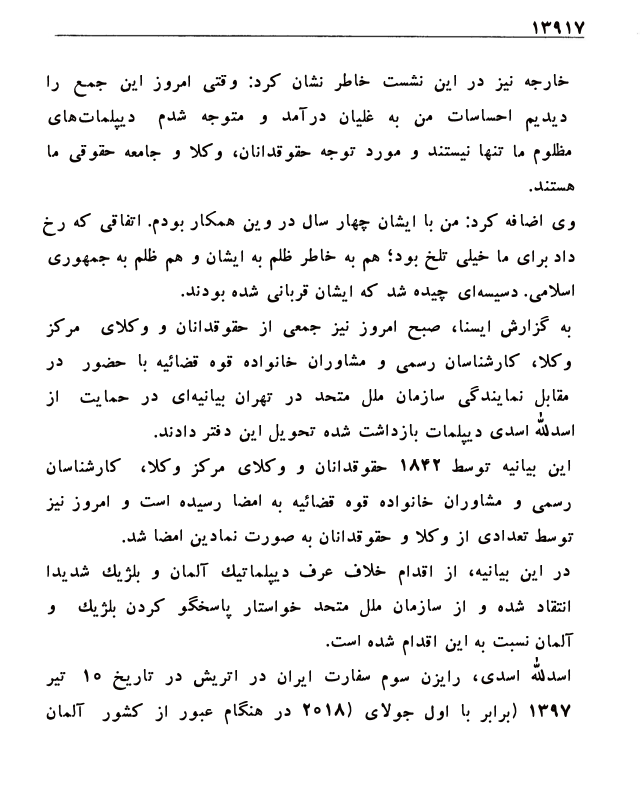 ۱۳۹۱۷
خارجه نیز در این نشست خاطر نشان کرد: وقتی امروز این جمع را
دیدیم احساسات من به غلیان درآمد و متوجه شدم دیپلمات‌های
مظلوم ما تنها نیستند و مورد توجه حقوقدانان، وکلا و جامعه حقوقی ما
هستند.
وی اضافه کرد: من با ایشان چهار سال در وین همکار بودم. اتفاقی که رخ
داد برای ما خیلی تلخ بود؛ هم به خاطر ظلم به ایشان و هم ظلم به جمهوری
اسلامی. دسیسه‌ای چیده شد که ایشان قربانی شده بودند.
به گزارش ایسنا، صبح امروز نیز جمعی از حقوقدانان و وکلای مرکز
وکلا، کارشناسان رسمی و مشاوران خانواده قوه قضائیه با حضور در
مقابل نمایندگی سازمان ملل متحد در تهران بیانیه‌ای در حمایت از
اسدالله اسدی دیپلمات بازداشت شده تحویل این دفتر دادند.
این بیانیه توسط ۱۸۴۲ حقوقدانان و وکلای مرکز وکلا، کارشناسان
رسمی و مشاوران خانواده قوه قضائیه به امضا رسیده است و امروز نیز
توسط تعدادی از وکلا و حقوقدانان به صورت نمادین امضا شد.
در این بیانیه، از اقدام خلاف عرف دیپلماتیك آلمان و بلژیك شدیدا
انتقاد شده و از سازمان ملل متحد خواستار پاسخگو کردن بلژیك و
آلمان نسبت به این اقدام شده است.
اسدالله اسدی، رایزن سوم سفارت ایران در اتریش در تاریخ ۱۰ تیر
۱۳۹۷ (برابر با اول جولای ۲۰۱۸) در هنگام عبور از کشور آلمان